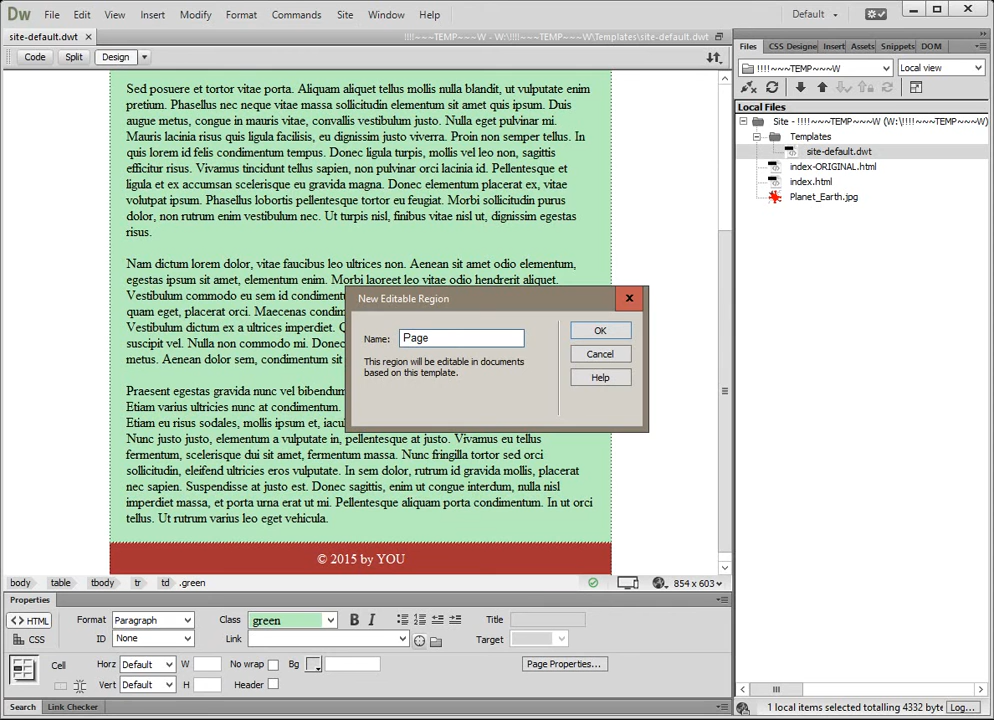 Dw File Edit View Insert Modify Format Commands Site Window Help Default
site-default.dwt × !!!!~~~TEMP~~~W - W:\!!!!~~~TEMP~~~W\Templates\site-default.dwt
Files CSS Designe Insert Assets Snippets DOM
Code Split Design
!!!!~~~TEMP~~~W Local view
Local Files
Site - !!!!~~~TEMP~~~W (W:\!!!!~~~TEMP~~~W
Templates
site-default.dwt
index-ORIGINAL.html
index.html
Planet_Earth.jpg
Sed posuere et tortor vitae porta. Aliquam aliquet tellus mollis nulla blandit, ut vulputate enim
pretium. Phasellus nec neque vitae massa sollicitudin elementum sit amet quis ipsum. Duis
augue metus, congue in mauris vitae, convallis vestibulum justo. Nulla eget pulvinar mi.
Mauris lacinia risus quis ligula facilisis, eu dignissim justo viverra. Proin non semper tellus. In
quis lorem id felis condimentum tempus. Donec ligula turpis, mollis vel leo non, sagittis
efficitur risus. Vivamus tincidunt tellus sapien, non pulvinar orci lacinia id. Pellentesque et
ligula et ex accumsan scelerisque eu gravida magna. Donec elementum placerat ex, vitae
volutpat ipsum. Phasellus lobortis pellentesque tortor eu feugiat. Morbi sollicitudin purus
dolor, non rutrum enim vestibulum nec. Ut turpis nisl, finibus vitae nisl ut, dignissim egestas
risus.
Nam dictum lorem dolor, vitae faucibus leo ultrices non. Aenean sit amet odio elementum,
egestas ipsum sit amet, elementum enim. Morbi laoreet leo vitae odio hendrerit aliquet.
Vestibulum commodo eu sem id condimentu
quam eget, placerat orci. Maecenas condim
Vestibulum dictum ex a ultrices imperdiet. C
suscipit vel. Nulla non commodo mi. Donec
metus. Aenean dolor sem, condimentum sit
New Editable Region
Name: Page
This region will be editable in documents
based on this template.
OK
Cancel
Help
Praesent egestas gravida nunc vel bibendum
Etiam varius ultricies nunc at condimentum.
Etiam eu risus sodales, mollis ipsum et, iacu
Nunc justo justo, elementum a vulputate in, pellentesque at justo. Vivamus eu tellus
fermentum, scelerisque dui sit amet, fermentum massa. Nunc fringilla tortor sed orci
sollicitudin, eleifend ultricies eros vulputate. In sem dolor, rutrum id gravida mollis, placerat
nec sapien. Suspendisse at justo est. Donec sagittis, enim ut congue interdum, nulla nisl
imperdiet massa, et porta urna erat ut mi. Pellentesque aliquam porta condimentum. In ut orci
tellus. Ut rutrum varius leo eget vehicula.
© 2015 by YOU
body table tbody tr td .green 854 x 603
Properties
<> HTML Format Paragraph Class green B I Title
CSS ID None Link Target
Cell Horz Default W No wrap Bg Page Properties...
Vert Default H Header
Search Link Checker
1 local items selected totalling 4332 byte Log...